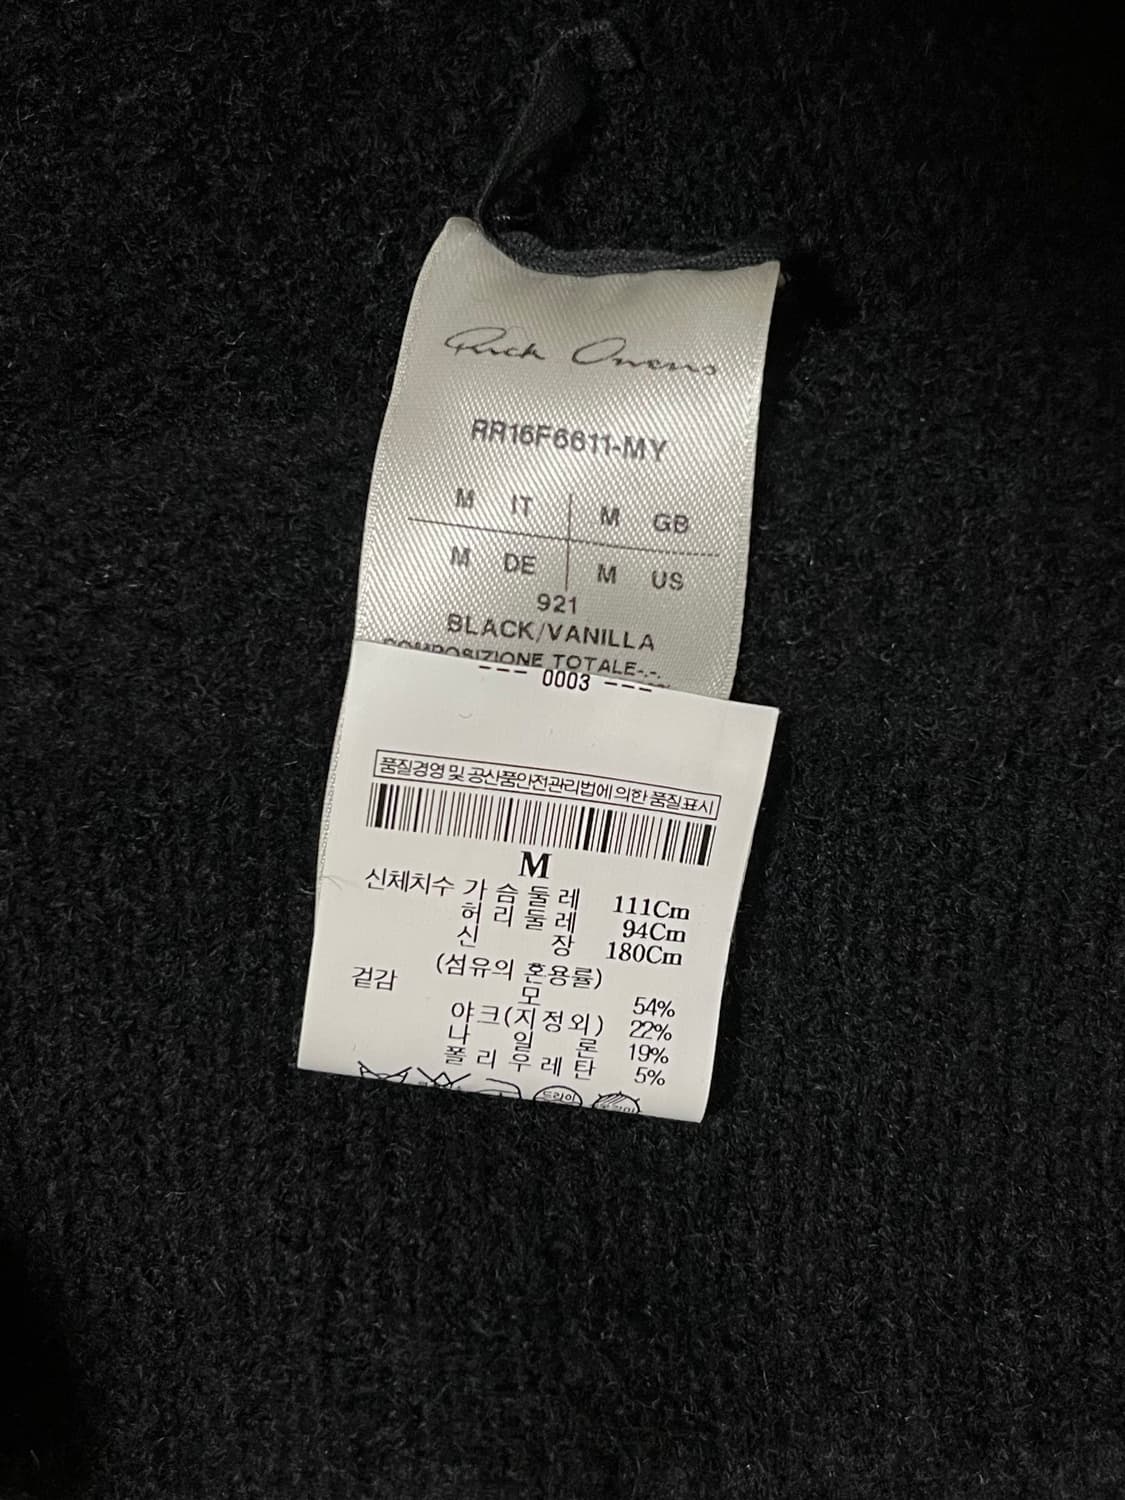 Rick Owens
RR16F6611-MY
M IT M GB
M DE M US
921
BLACK/VANILLA
COMPOSIZIONE TOTALE-.-.
--- 0003 ---
품질경영 및 공산품안전관리법에 의한 품질표시
M
신체치수 가슴둘레 111Cm
허리둘레 94Cm
신장 180Cm
(섬유의 혼용률)
겉감 모 54%
야크(지정외) 22%
나일론 19%
폴리우레탄 5%
드라이